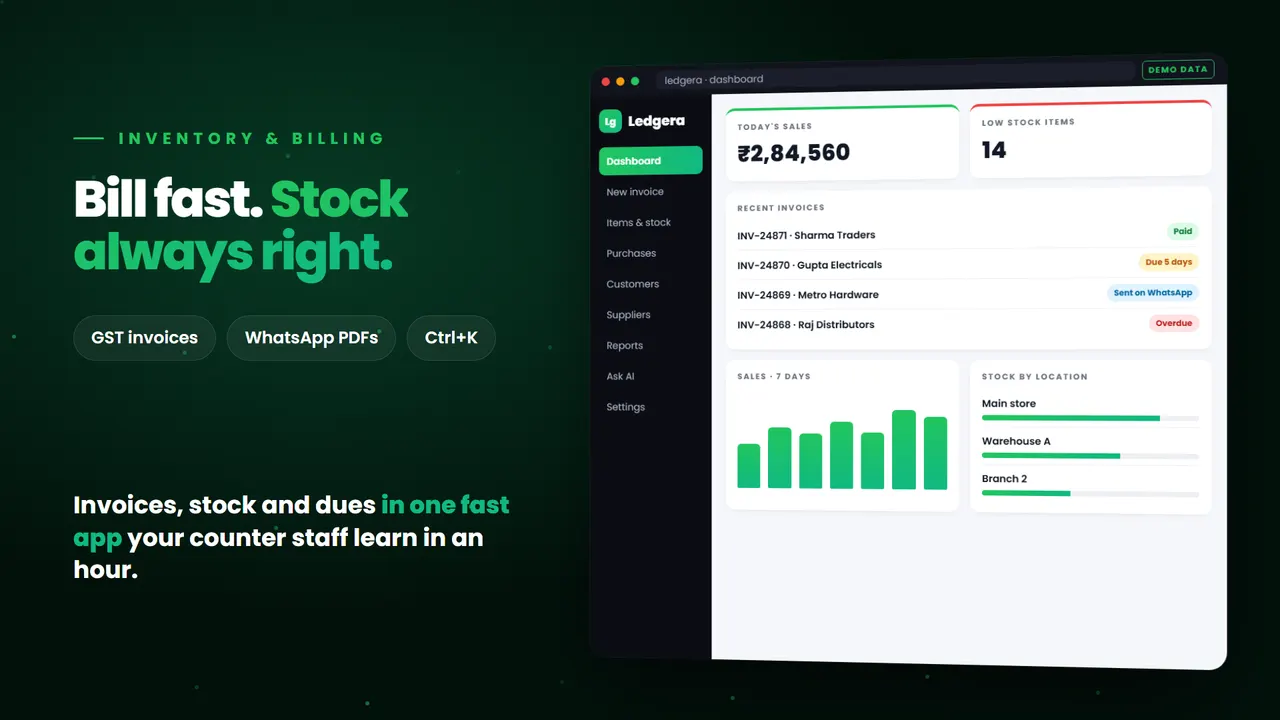 INVENTORY & BILLING
Bill fast. Stock
always right.
GST invoices
WhatsApp PDFs
Ctrl+K
Invoices, stock and dues in one fast
app your counter staff learn in an
hour.
ledgera · dashboard
DEMO DATA
Lg
Ledgera
Dashboard
New invoice
Items & stock
Purchases
Customers
Suppliers
Reports
Ask AI
Settings
TODAY'S SALES
₹2,84,560
LOW STOCK ITEMS
14
RECENT INVOICES
INV-24871 · Sharma Traders
Paid
INV-24870 · Gupta Electricals
Due 5 days
INV-24869 · Metro Hardware
Sent on WhatsApp
INV-24868 · Raj Distributors
Overdue
SALES · 7 DAYS
STOCK BY LOCATION
Main store
Warehouse A
Branch 2